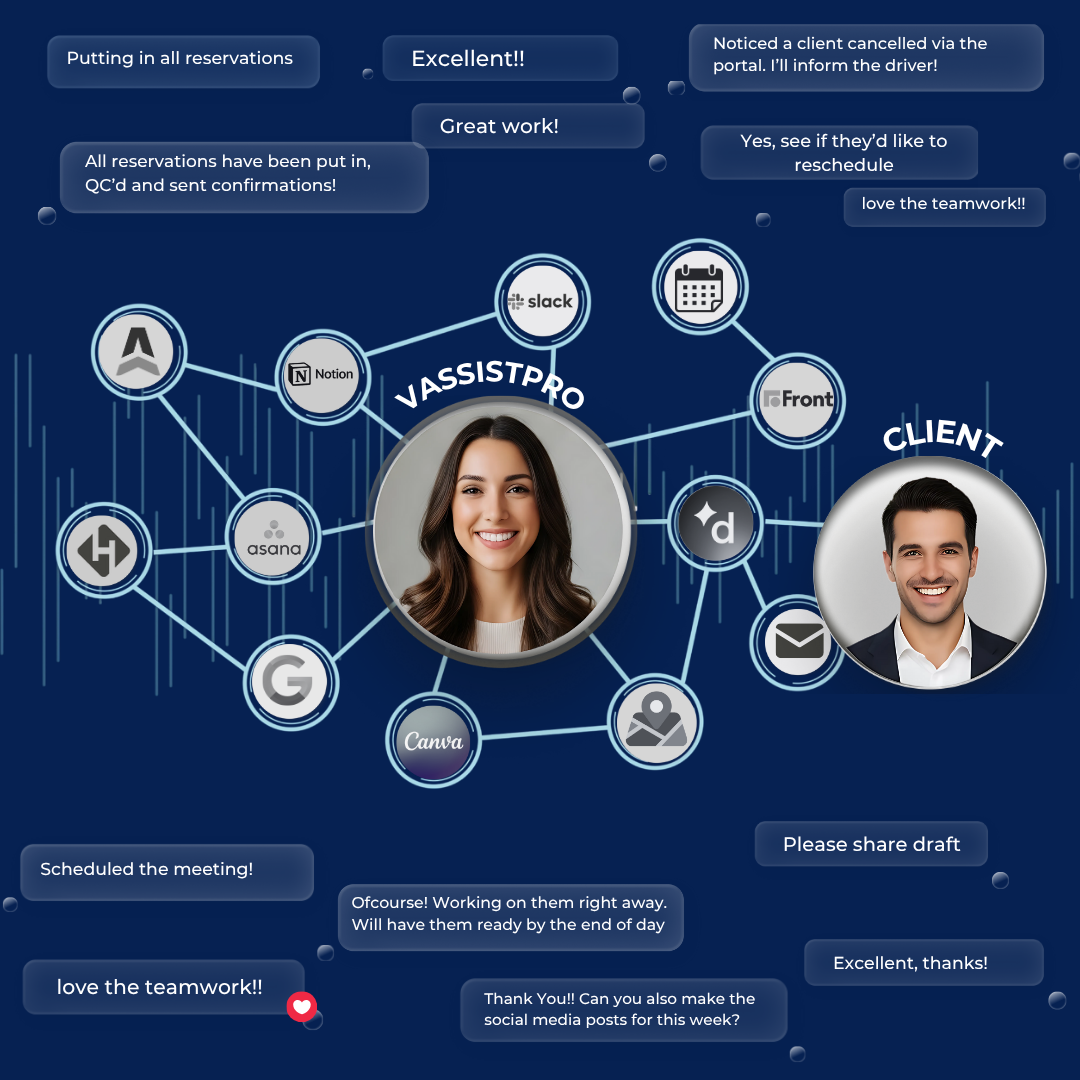 Putting in all reservations
Excellent!!
Noticed a client cancelled via the
portal. I'll inform the driver!
Great work!
Yes, see if they'd like to
reschedule
All reservations have been put in,
QC'd and sent confirmations!
love the teamwork!!
slack
Notion
Front
VASSISTPRO
CLIENT
asana
d
G
Canva
Please share draft
Scheduled the meeting!
Ofcourse! Working on them right away.
Will have them ready by the end of day
Excellent, thanks!
love the teamwork!!
Thank You!! Can you also make the
social media posts for this week?